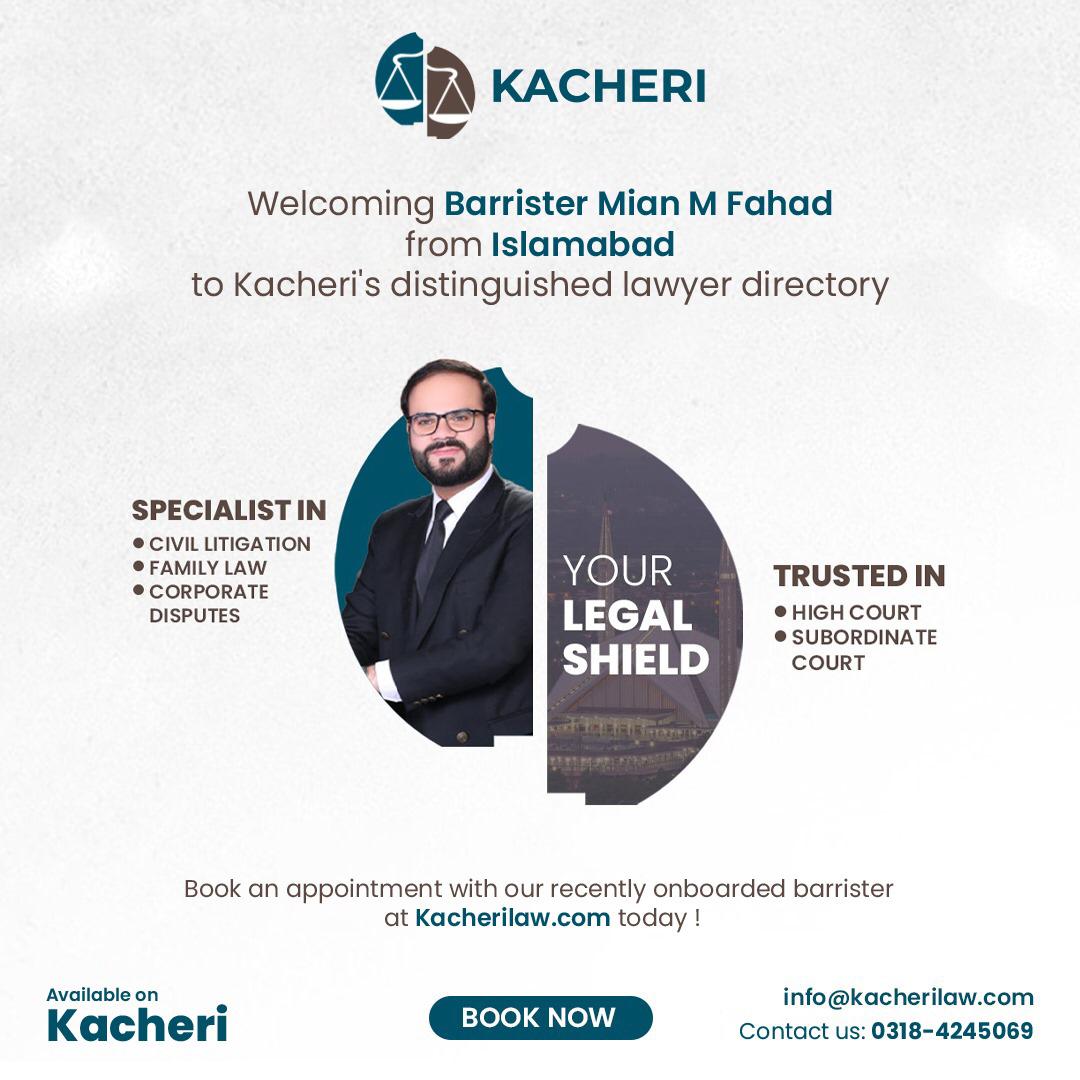 KACHERI
Welcoming Barrister Mian M Fahad
from Islamabad
to Kacheri's distinguished lawyer directory
SPECIALIST IN
● CIVIL LITIGATION
● FAMILY LAW
● CORPORATE
DISPUTES
YOUR
LEGAL
SHIELD
TRUSTED IN
● HIGH COURT
● SUBORDINATE
COURT
Book an appointment with our recently onboarded barrister
at Kacherilaw.com today !
Available on
Kacheri
BOOK NOW
info@kacherilaw.com
Contact us: 0318-4245069